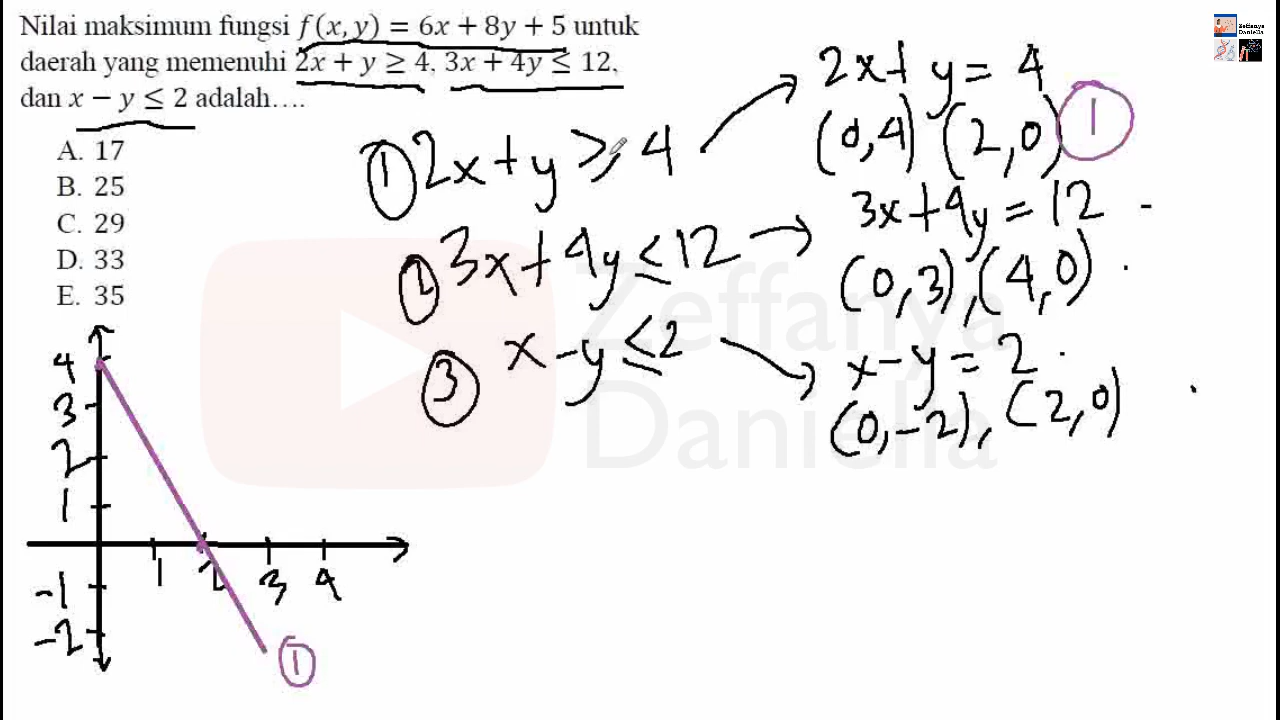 Nilai maksimum fungsi f(x, y) = 6x + 8y + 5 untuk
daerah yang memenuhi 2x + y ≥ 4, 3x + 4y ≤ 12,
dan x − y ≤ 2 adalah….
A. 17
B. 25
C. 29
D. 33
E. 35
① 2x + y ≥ 4
② 3x + 4y ≤ 12
③ x - y ≤ 2
2x + y = 4
(0,4) (2,0) ①
3x + 4y = 12
(0,3), (4,0)
x - y = 2
(0,-2), (2,0)
4
3
2
1
1 2 3 4
-1
-2
①
Zeffanya
Daniella
Zeffanya
Daniella